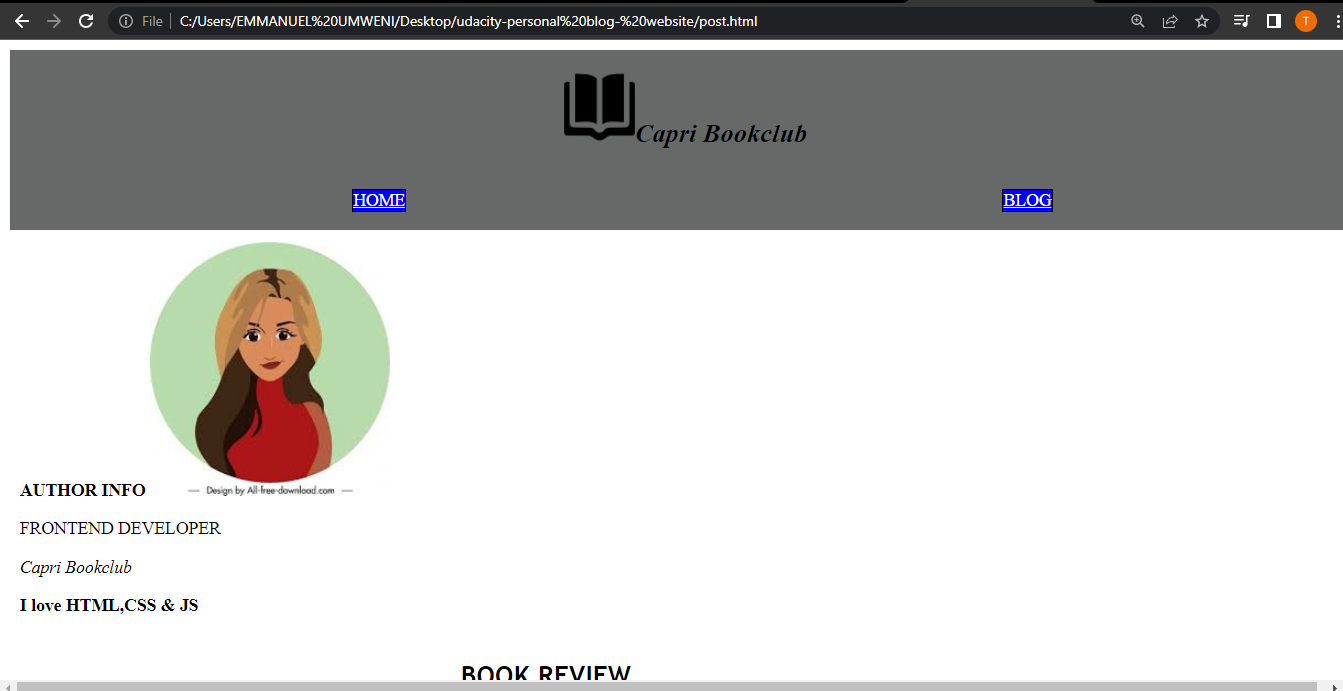 File
C:/Users/EMMANUEL%20UMWENI/Desktop/udacity-personal%20blog-%20website/post.html
T
Capri Bookclub
HOME
BLOG
AUTHOR INFO
— Design by All-free-download.com —
FRONTEND DEVELOPER
Capri Bookclub
I love HTML,CSS & JS
BOOK REVIEW